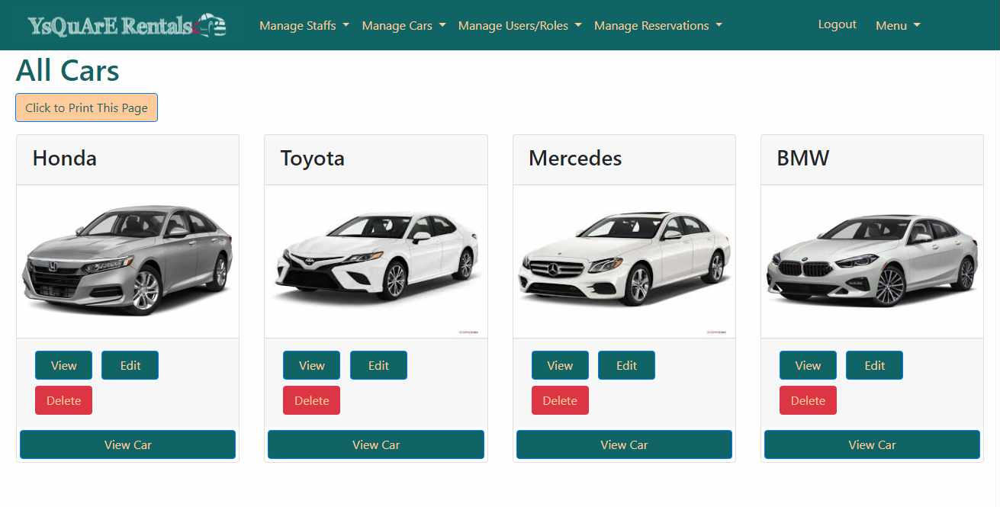 YsQuArE Rentals
Manage Staffs Manage Cars Manage Users/Roles Manage Reservations Logout Menu
All Cars
Click to Print This Page
Honda Toyota Mercedes BMW
View Edit View Edit View Edit View Edit
Delete Delete Delete Delete
View Car View Car View Car View Car